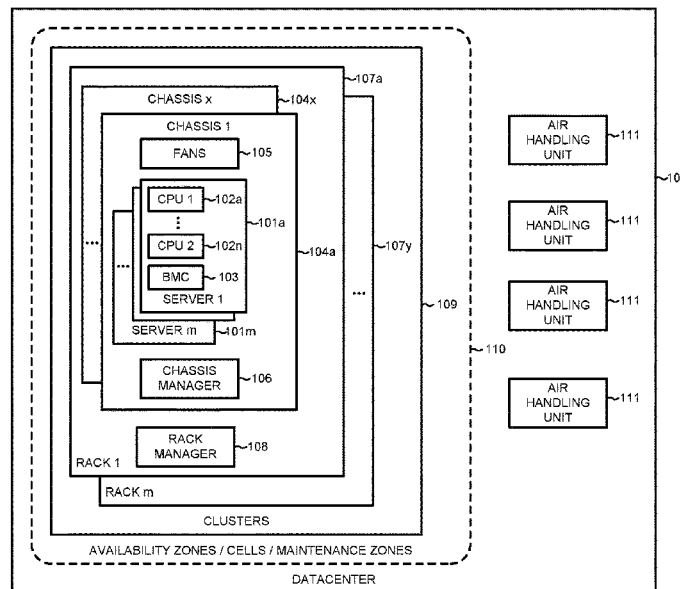 107a
CHASSIS x
104x
CHASSIS 1
FANS
105
CPU 1
102a
101a
CPU 2
102n
104a
BMC
103
SERVER 1
SERVER m
101m
CHASSIS
MANAGER
106
RACK
MANAGER
108
RACK 1
RACK m
107y
109
110
CLUSTERS
AVAILABILITY ZONES / CELLS / MAINTENANCE ZONES
DATACENTER
AIR
HANDLING
UNIT
111
10
AIR
HANDLING
UNIT
111
AIR
HANDLING
UNIT
111
AIR
HANDLING
UNIT
111